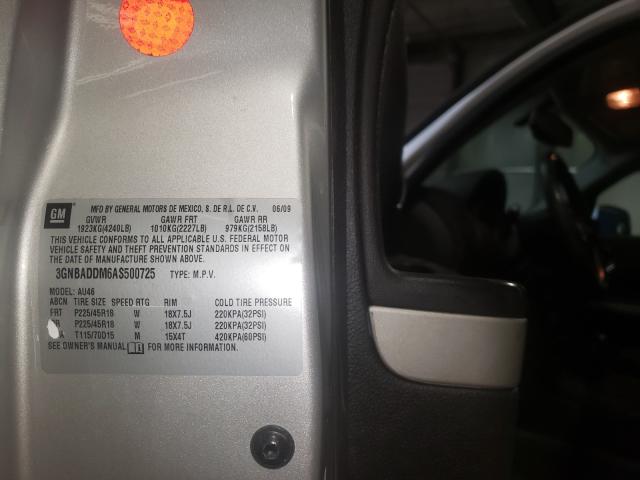 GM
MFD BY GENERAL MOTORS DE MEXICO, S. DE R.L. DE C.V. 06/09
GVWR GAWR FRT GAWR RR
1923KG(4240LB) 1010KG(2227LB) 979KG(2158LB)
THIS VEHICLE CONFORMS TO ALL APPLICABLE U.S. FEDERAL MOTOR
VEHICLE SAFETY AND THEFT PREVENTION STANDARDS IN EFFECT ON
THE DATE OF MANUFACTURE SHOWN ABOVE.
3GNBADDM6AS500725 TYPE: M.P.V.
MODEL: AU46
ABCN TIRE SIZE SPEED RTG RIM COLD TIRE PRESSURE
FRT P225/45R18 W 18X7.5J 220KPA(32PSI)
P225/45R18 W 18X7.5J 220KPA(32PSI)
T115/70D15 M 15X4T 420KPA(60PSI)
SEE OWNER'S MANUAL FOR MORE INFORMATION.